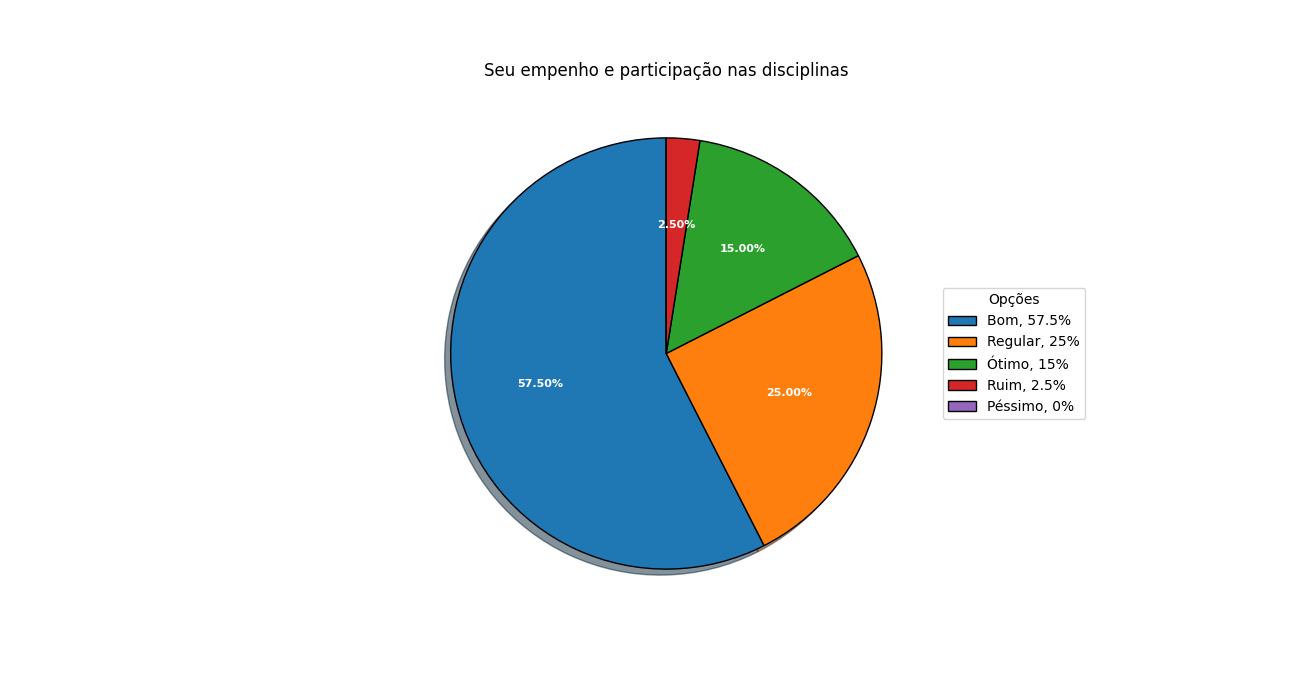 Seu empenho e participação nas disciplinas
2.50%
15.00%
57.50%
25.00%
Opções
Bom, 57.5%
Regular, 25%
Ótimo, 15%
Ruim, 2.5%
Péssimo, 0%